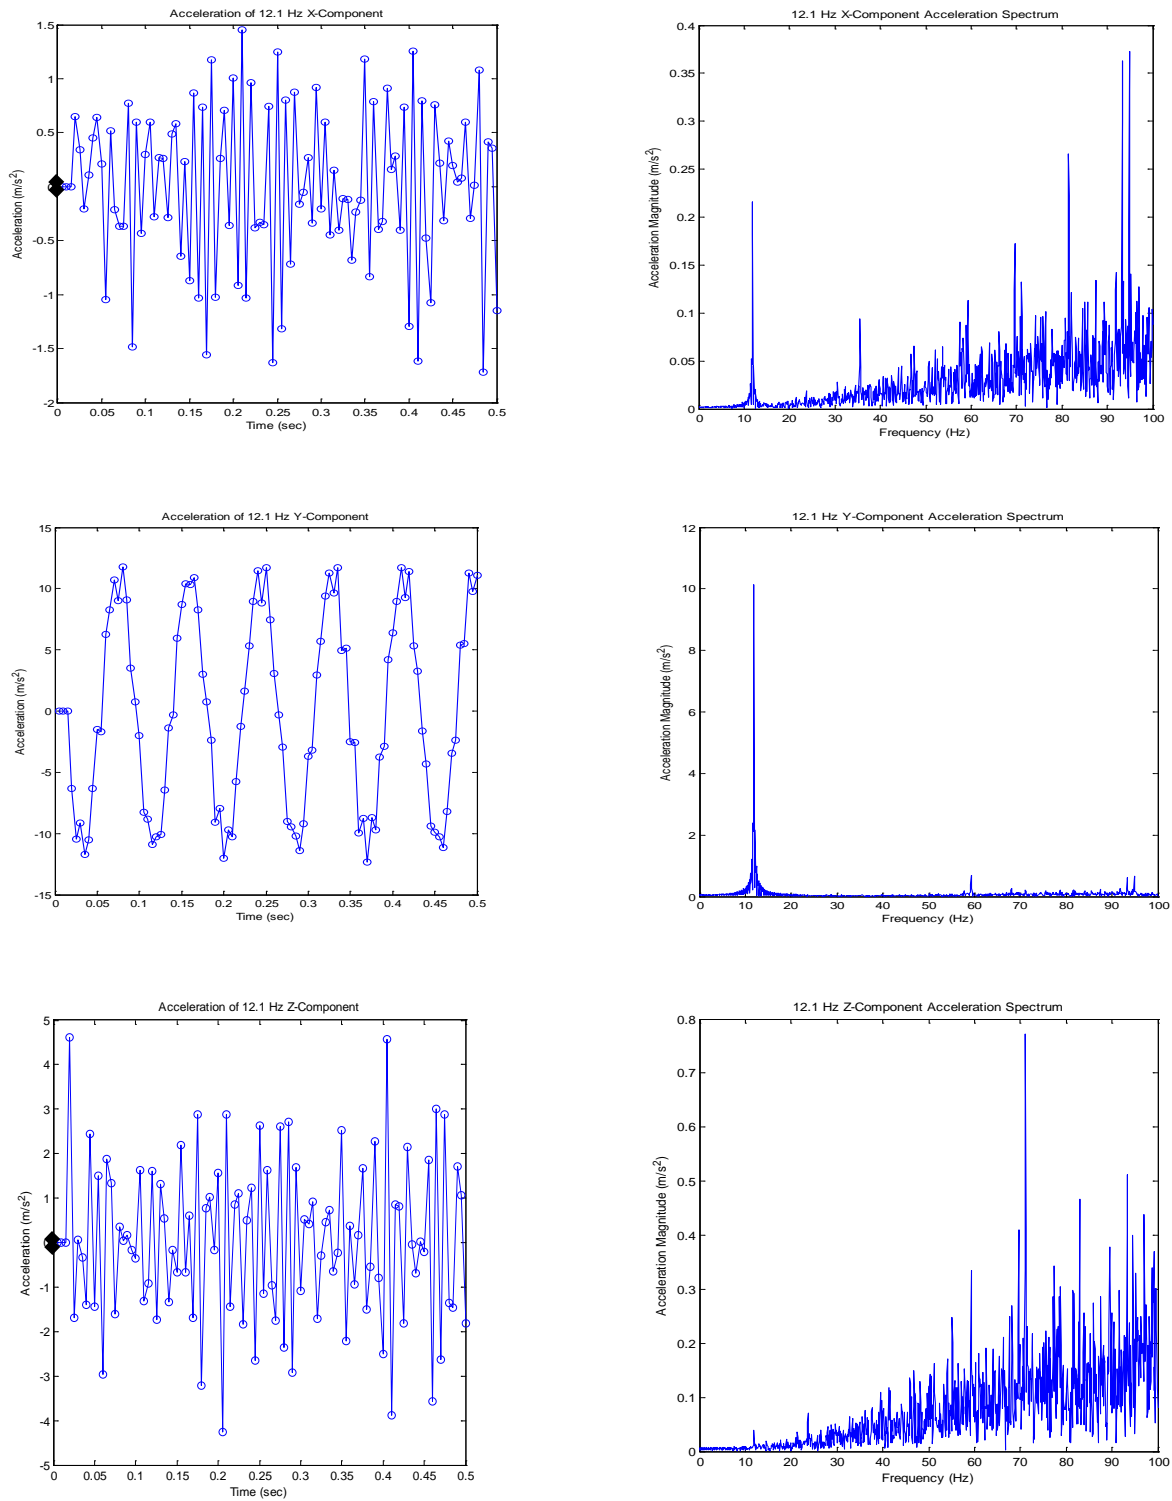 Acceleration of 12.1 Hz X-Component
1.5
1
0.5
0
-0.5
-1
-1.5
-2
Acceleration (m/s²)
0 0.05 0.1 0.15 0.2 0.25 0.3 0.35 0.4 0.45 0.5
Time (sec)
12.1 Hz X-Component Acceleration Spectrum
0.4
0.35
0.3
0.25
0.2
0.15
0.1
0.05
0
Acceleration Magnitude (m/s²)
0 10 20 30 40 50 60 70 80 90 100
Frequency (Hz)
Acceleration of 12.1 Hz Y-Component
15
10
5
0
-5
-10
-15
Acceleration (m/s²)
0 0.05 0.1 0.15 0.2 0.25 0.3 0.35 0.4 0.45 0.5
Time (sec)
12.1 Hz Y-Component Acceleration Spectrum
12
10
8
6
4
2
0
Acceleration Magnitude (m/s²)
0 10 20 30 40 50 60 70 80 90 100
Frequency (Hz)
Acceleration of 12.1 Hz Z-Component
5
4
3
2
1
0
-1
-2
-3
-4
-5
Acceleration (m/s²)
0 0.05 0.1 0.15 0.2 0.25 0.3 0.35 0.4 0.45 0.5
Time (sec)
12.1 Hz Z-Component Acceleration Spectrum
0.8
0.7
0.6
0.5
0.4
0.3
0.2
0.1
0
Acceleration Magnitude (m/s²)
0 10 20 30 40 50 60 70 80 90 100
Frequency (Hz)